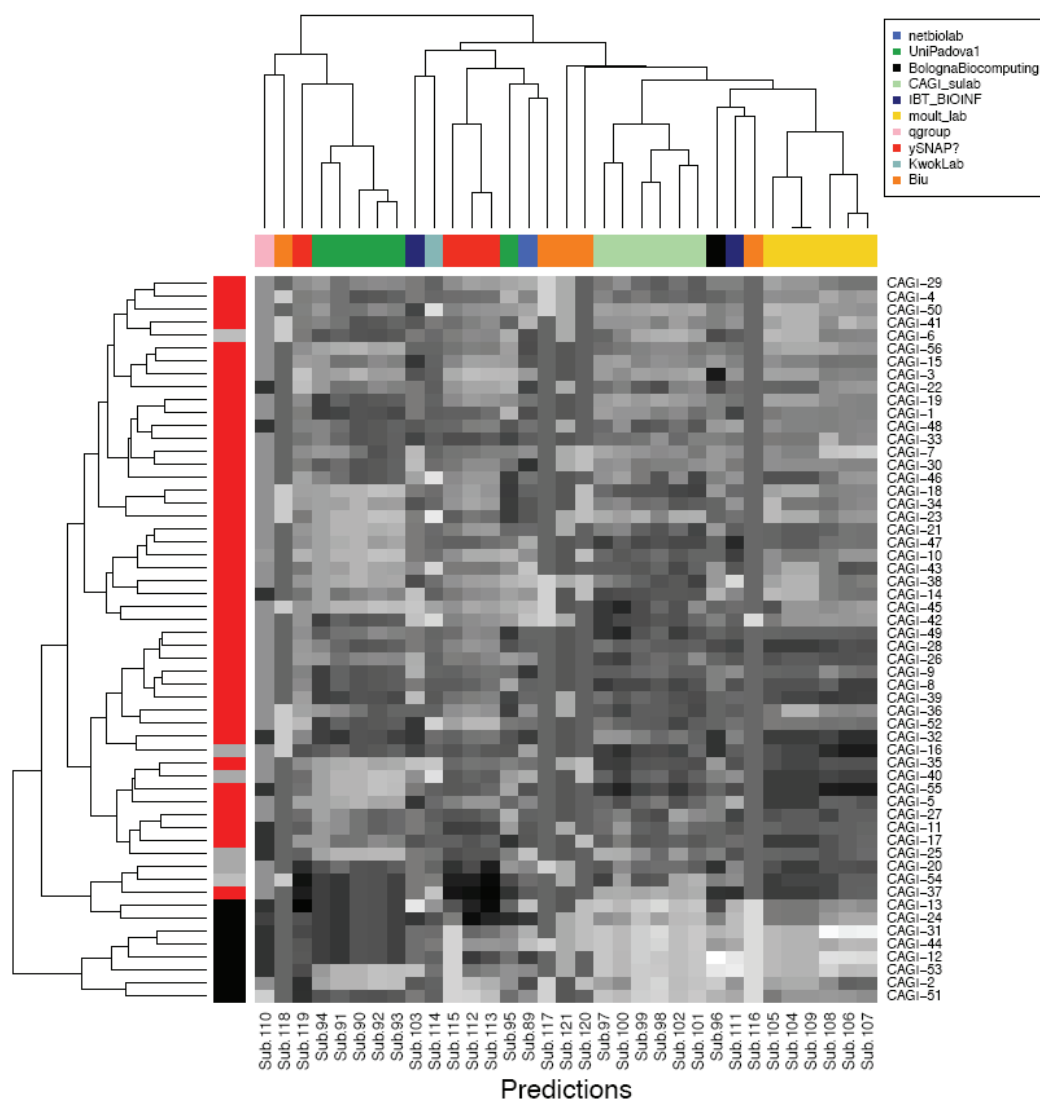 netbiolab
UniPadova1
BolognaBiocomputing
CAGI_sulab
iBT_BiOiNF
moult_lab
qgroup
ySNAP?
KwokLab
Biu
CAGI-29
CAGI-4
CAGI-50
CAGI-41
CAGI-6
CAGI-56
CAGI-15
CAGI-3
CAGI-22
CAGI-19
CAGI-1
CAGI-48
CAGI-33
CAGI-7
CAGI-30
CAGI-46
CAGI-18
CAGI-34
CAGI-23
CAGI-21
CAGI-47
CAGI-10
CAGI-43
CAGI-38
CAGI-14
CAGI-45
CAGI-42
CAGI-49
CAGI-28
CAGI-26
CAGI-9
CAGI-8
CAGI-39
CAGI-36
CAGI-52
CAGI-32
CAGI-16
CAGI-35
CAGI-40
CAGI-55
CAGI-5
CAGI-27
CAGI-11
CAGI-17
CAGI-25
CAGI-20
CAGI-54
CAGI-37
CAGI-13
CAGI-24
CAGI-31
CAGI-44
CAGI-12
CAGI-53
CAGI-2
CAGI-51
Sub.110
Sub.118
Sub.119
Sub.94
Sub.91
Sub.90
Sub.92
Sub.93
Sub.103
Sub.114
Sub.115
Sub.112
Sub.113
Sub.95
Sub.89
Sub.117
Sub.121
Sub.120
Sub.97
Sub.100
Sub.99
Sub.98
Sub.102
Sub.101
Sub.96
Sub.111
Sub.116
Sub.105
Sub.104
Sub.109
Sub.108
Sub.106
Sub.107
Predictions